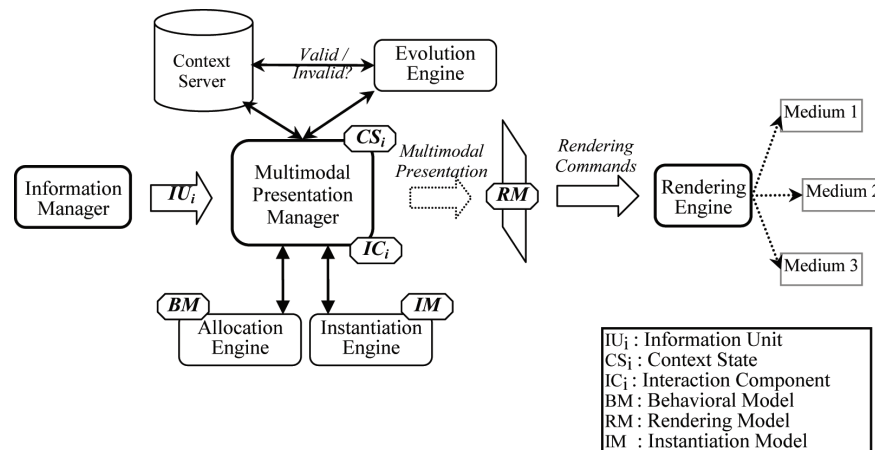 Context
Server
Valid /
Invalid?
Evolution
Engine
CSi
Information
Manager
IUi
Multimodal
Presentation
Manager
ICi
Multimodal
Presentation
RM
Rendering
Commands
Rendering
Engine
Medium 1
Medium 2
Medium 3
BM
Allocation
Engine
IM
Instantiation
Engine
IUi : Information Unit
CSi : Context State
ICi : Interaction Component
BM : Behavioral Model
RM : Rendering Model
IM : Instantiation Model